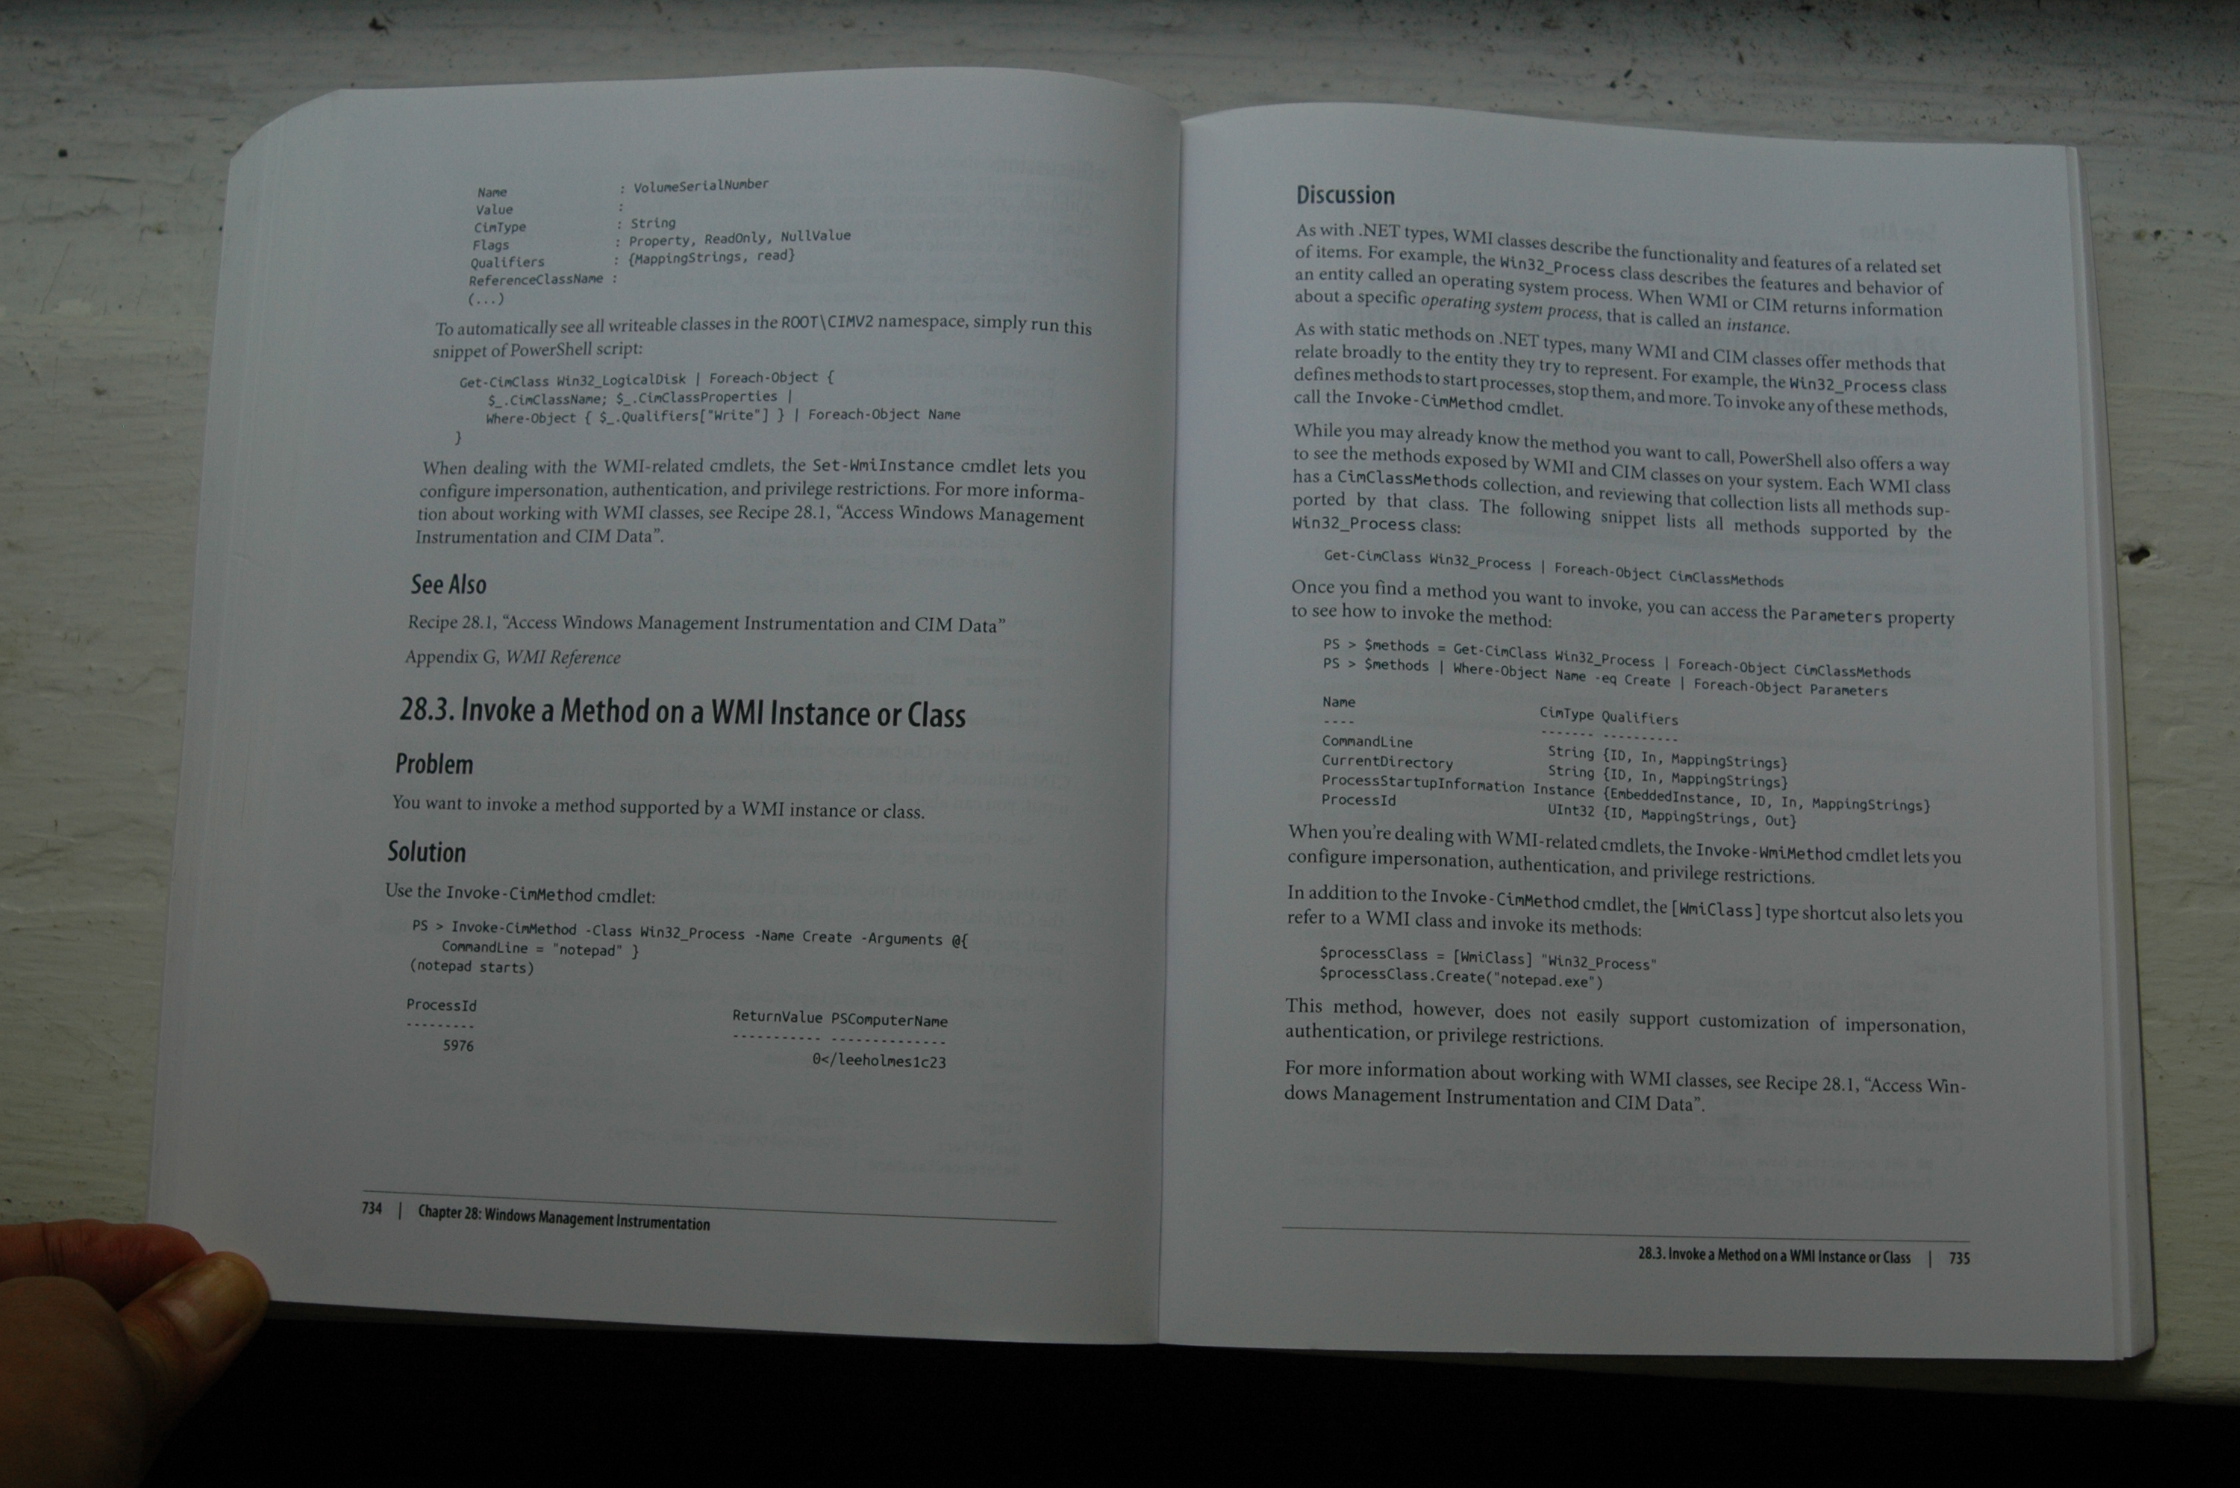 Name : VolumeSerialNumber
Value :
CimType : String
Flags : Property, ReadOnly, NullValue
Qualifiers : {MappingStrings, read}
ReferenceClassName :
(...)
To automatically see all writeable classes in the ROOT\CIMV2 namespace, simply run this
snippet of PowerShell script:
Get-CimClass Win32_LogicalDisk | Foreach-Object {
$_.CimClassName; $_.CimClassProperties |
Where-Object { $_.Qualifiers["Write"] } | Foreach-Object Name
}
When dealing with the WMI-related cmdlets, the Set-WmiInstance cmdlet lets you
configure impersonation, authentication, and privilege restrictions. For more informa-
tion about working with WMI classes, see Recipe 28.1, “Access Windows Management
Instrumentation and CIM Data”.
See Also
Recipe 28.1, “Access Windows Management Instrumentation and CIM Data”
Appendix G, WMI Reference
28.3. Invoke a Method on a WMI Instance or Class
Problem
You want to invoke a method supported by a WMI instance or class.
Solution
Use the Invoke-CimMethod cmdlet:
PS > Invoke-CimMethod -Class Win32_Process -Name Create -Arguments @{
CommandLine = "notepad" }
(notepad starts)
ProcessId ReturnValue PSComputerName
--------- ----------- --------------
5976 0</leeholmes1c23
734 | Chapter 28: Windows Management Instrumentation
Discussion
As with .NET types, WMI classes describe the functionality and features of a related set
of items. For example, the Win32_Process class describes the features and behavior of
an entity called an operating system process. When WMI or CIM returns information
about a specific operating system process, that is called an instance.
As with static methods on .NET types, many WMI and CIM classes offer methods that
relate broadly to the entity they try to represent. For example, the Win32_Process class
defines methods to start processes, stop them, and more. To invoke any of these methods,
call the Invoke-CimMethod cmdlet.
While you may already know the method you want to call, PowerShell also offers a way
to see the methods exposed by WMI and CIM classes on your system. Each WMI class
has a CimClassMethods collection, and reviewing that collection lists all methods sup-
ported by that class. The following snippet lists all methods supported by the
Win32_Process class:
Get-CimClass Win32_Process | Foreach-Object CimClassMethods
Once you find a method you want to invoke, you can access the Parameters property
to see how to invoke the method:
PS > $methods = Get-CimClass Win32_Process | Foreach-Object CimClassMethods
PS > $methods | Where-Object Name -eq Create | Foreach-Object Parameters
Name CimType Qualifiers
---- ------- ----------
CommandLine String {ID, In, MappingStrings}
CurrentDirectory String {ID, In, MappingStrings}
ProcessStartupInformation Instance {EmbeddedInstance, ID, In, MappingStrings}
ProcessId UInt32 {ID, MappingStrings, Out}
When you’re dealing with WMI-related cmdlets, the Invoke-WmiMethod cmdlet lets you
configure impersonation, authentication, and privilege restrictions.
In addition to the Invoke-CimMethod cmdlet, the [WmiClass] type shortcut also lets you
refer to a WMI class and invoke its methods:
$processClass = [WmiClass] "Win32_Process"
$processClass.Create("notepad.exe")
This method, however, does not easily support customization of impersonation,
authentication, or privilege restrictions.
For more information about working with WMI classes, see Recipe 28.1, “Access Win-
dows Management Instrumentation and CIM Data”.
28.3. Invoke a Method on a WMI Instance or Class | 735